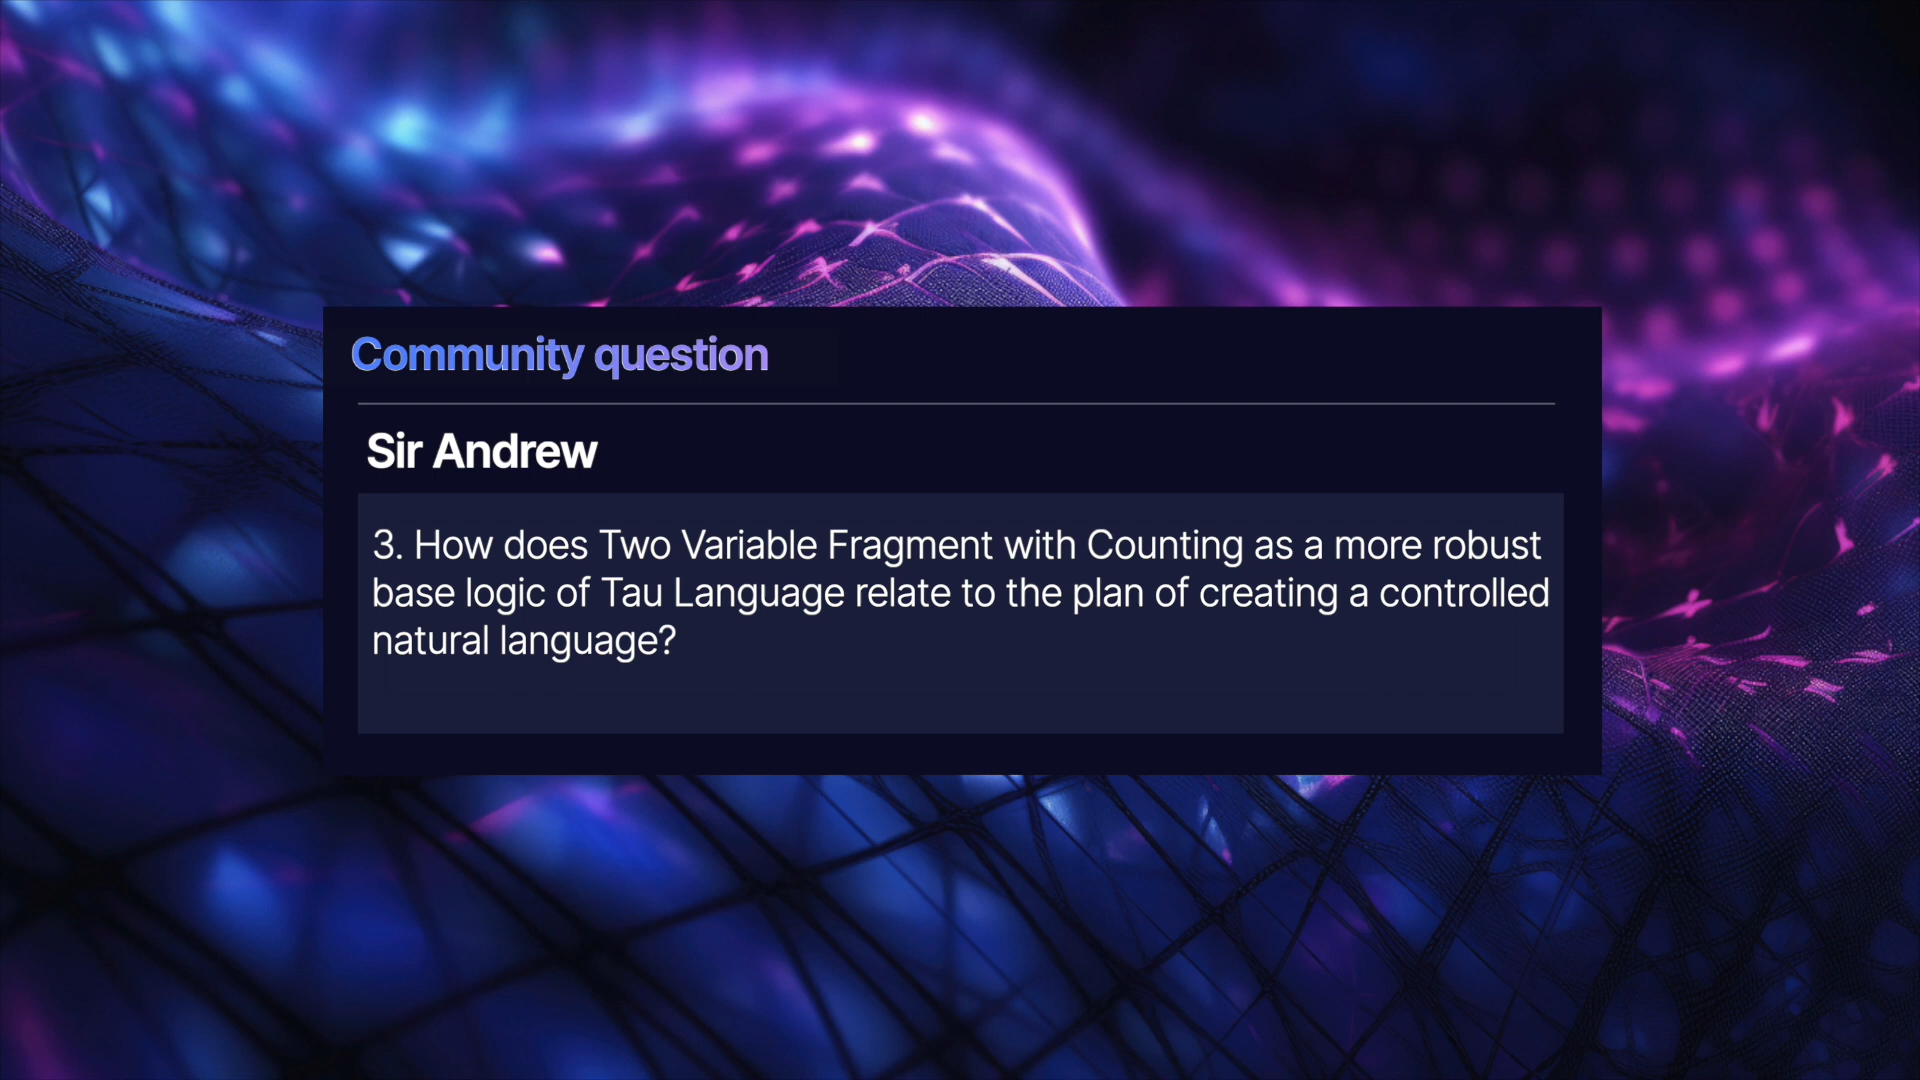 Community question
Sir Andrew
3. How does Two Variable Fragment with Counting as a more robust
base logic of Tau Language relate to the plan of creating a controlled
natural language?